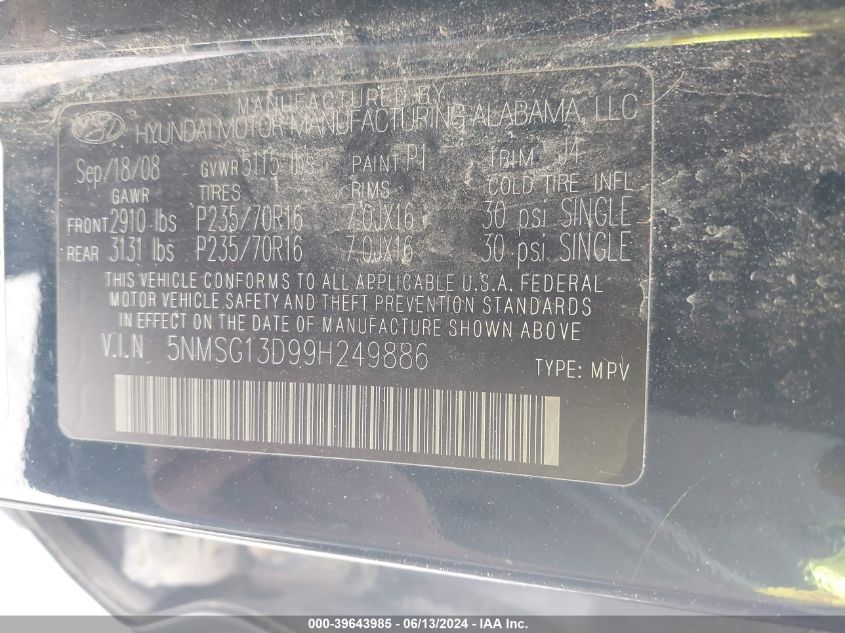 MANUFACTURED BY
HYUNDAI MOTOR MANUFACTURING ALABAMA, LLC
Sep/18/08 GVWR 5115 lbs PAINT P1 TRIM J4
GAWR TIRES RIMS COLD TIRE INFL
FRONT 2910 lbs P235/70R16 7.0JX16 30 psi SINGLE
REAR 3131 lbs P235/70R16 7.0JX16 30 psi SINGLE
THIS VEHICLE CONFORMS TO ALL APPLICABLE U.S.A. FEDERAL
MOTOR VEHICLE SAFETY AND THEFT PREVENTION STANDARDS
IN EFFECT ON THE DATE OF MANUFACTURE SHOWN ABOVE
V.I.N 5NMSG13D99H249886 TYPE: MPV
000-39643985 / 06/13/2024 - IAA Inc.